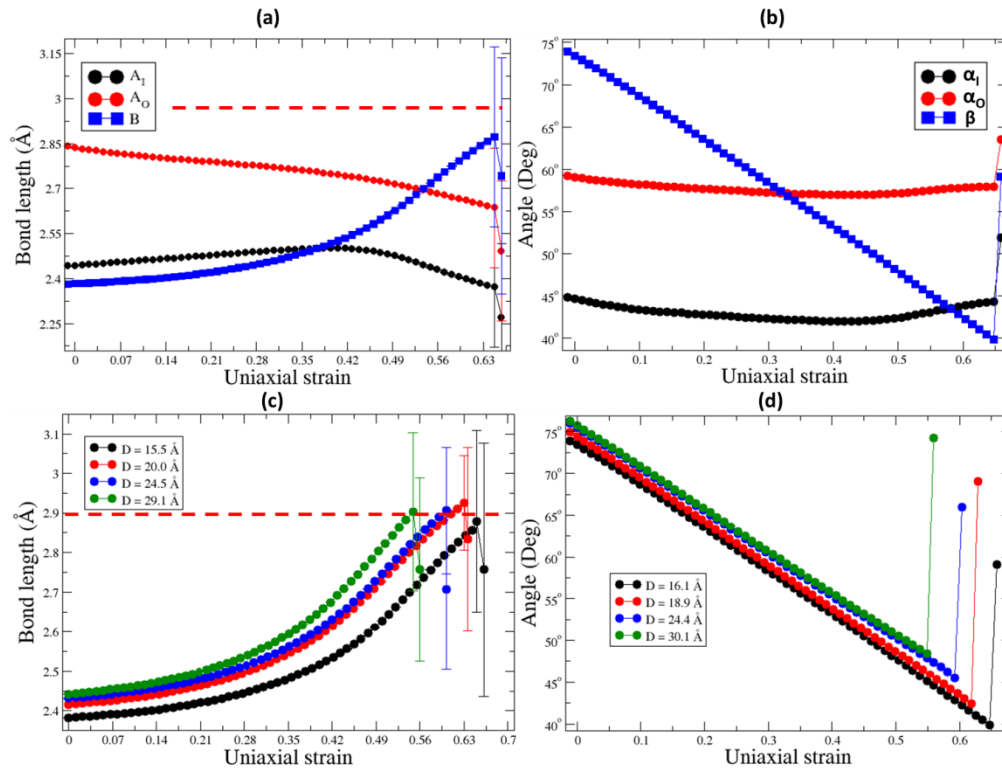 (a)
3.15
3
2.85
2.7
2.55
2.4
2.25
Bond length (Å)
A_I
A_O
B
0
0.07
0.14
0.21
0.28
0.35
0.42
0.49
0.56
0.63
Uniaxial strain
(b)
75°
70°
65°
60°
55°
50°
45°
40°
Angle (Deg)
α_I
α_O
β
0
0.1
0.2
0.3
0.4
0.5
0.6
Uniaxial strain
(c)
3.1
3
2.9
2.8
2.7
2.6
2.5
2.4
Bond length (Å)
D = 15.5 Å
D = 20.0 Å
D = 24.5 Å
D = 29.1 Å
0
0.07
0.14
0.21
0.28
0.35
0.42
0.49
0.56
0.63
0.7
Uniaxial strain
(d)
75°
70°
65°
60°
55°
50°
45°
40°
Angle (Deg)
D = 16.1 Å
D = 18.9 Å
D = 24.4 Å
D = 30.1 Å
0
0.1
0.2
0.3
0.4
0.5
0.6
Uniaxial strain